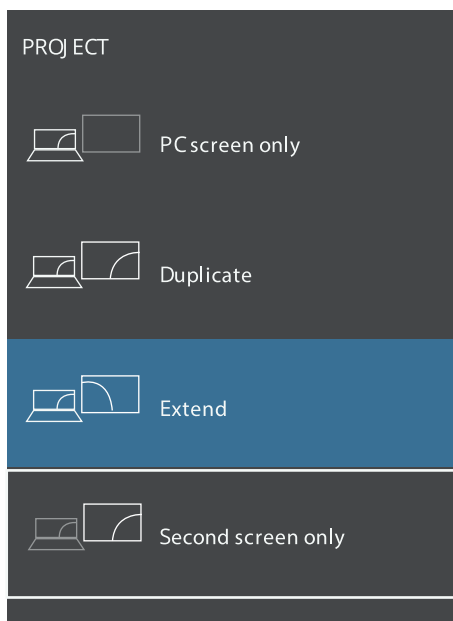 PROJECT
PC screen only
Duplicate
Extend
Second screen only